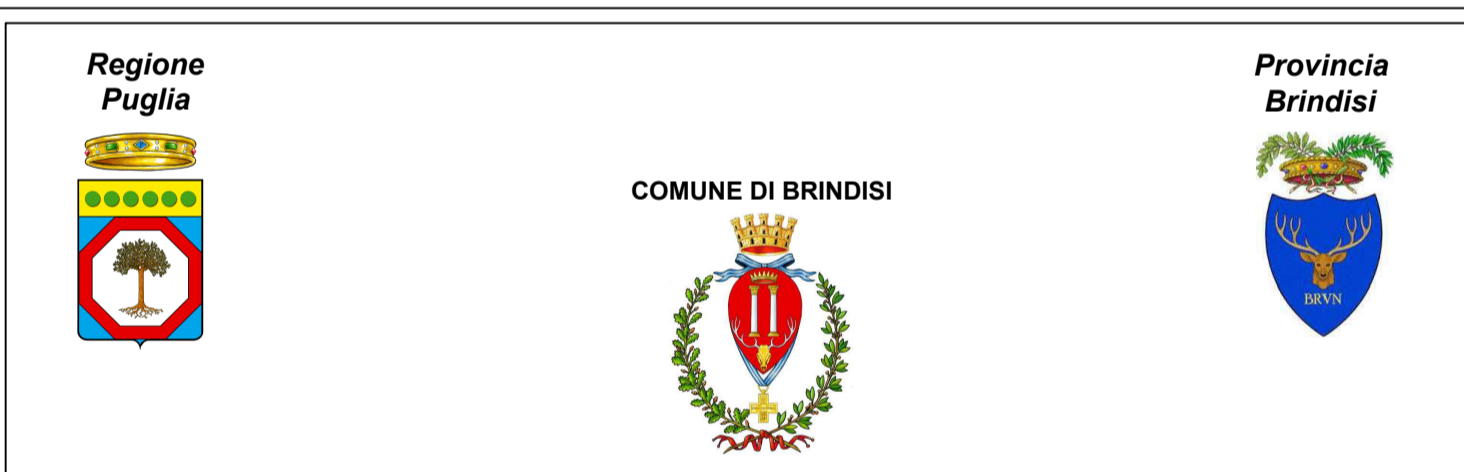 Regione
Puglia
Provincia
Brindisi
COMUNE DI BRINDISI
BRVN